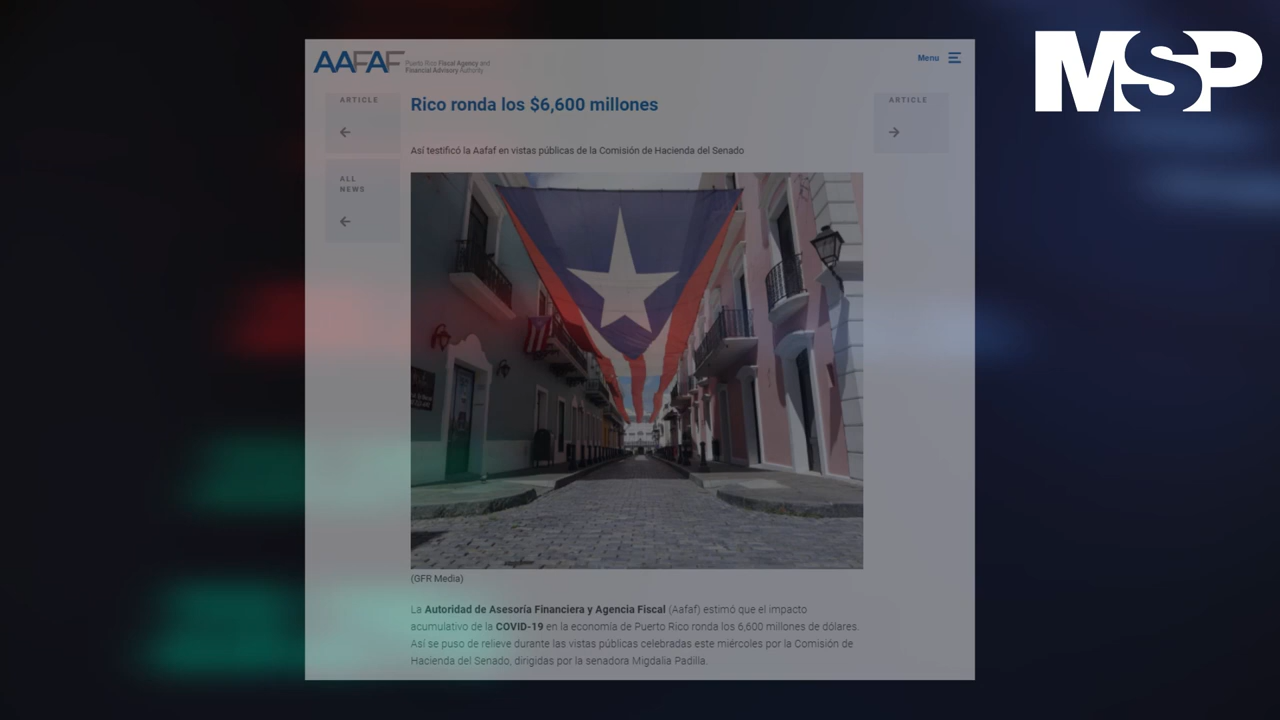 MSP
AAFAF
Puerto Rico Fiscal Agency and
Financial Advisory Authority
Menu
ARTICLE
ALL
NEWS
ARTICLE
Rico ronda los $6,600 millones
Así testificó la Aafaf en vistas públicas de la Comisión de Hacienda del Senado
(GFR Media)
La Autoridad de Asesoría Financiera y Agencia Fiscal (Aafaf) estimó que el impacto
acumulativo de la COVID-19 en la economía de Puerto Rico ronda los 6,600 millones de dólares.
Así se puso de relieve durante las vistas públicas celebradas este miércoles por la Comisión de
Hacienda del Senado, dirigidas por la senadora Migdalia Padilla.